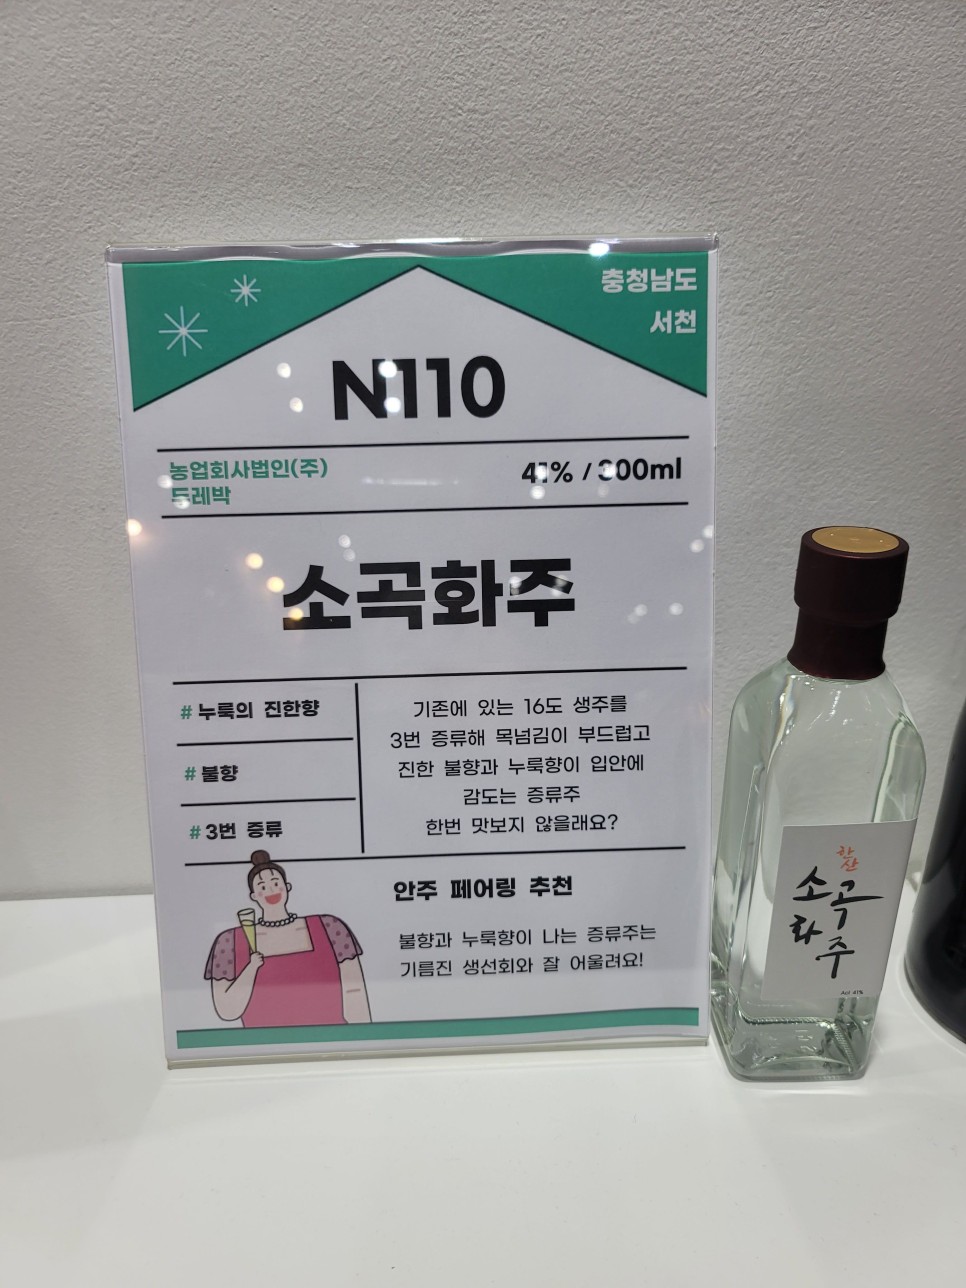 충청남도
서천
N110
농업회사법인(주)
두레박
41% / 300ml
소곡화주
# 누룩의 진한향
# 불향
# 3번 증류
기존에 있는 16도 생주를
3번 증류해 목넘김이 부드럽고
진한 불향과 누룩향이 입안에
감도는 증류주
한번 맛보지 않을래요?
안주 페어링 추천
불향과 누룩향이 나는 증류주는
기름진 생선회와 잘 어울려요!
한산
소곡
화주
Alc 41%